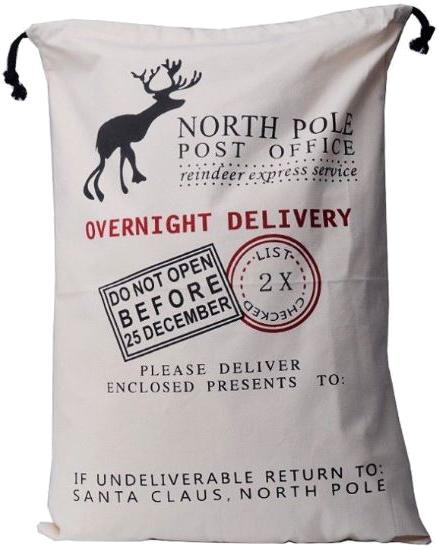 NORTH POLE
POST OFFICE
reindeer express service
OVERNIGHT DELIVERY
DO NOT OPEN
BEFORE
25 DECEMBER
LIST
2 X
CHECKED
PLEASE DELIVER
ENCLOSED PRESENTS TO:
IF UNDELIVERABLE RETURN TO:
SANTA CLAUS, NORTH POLE